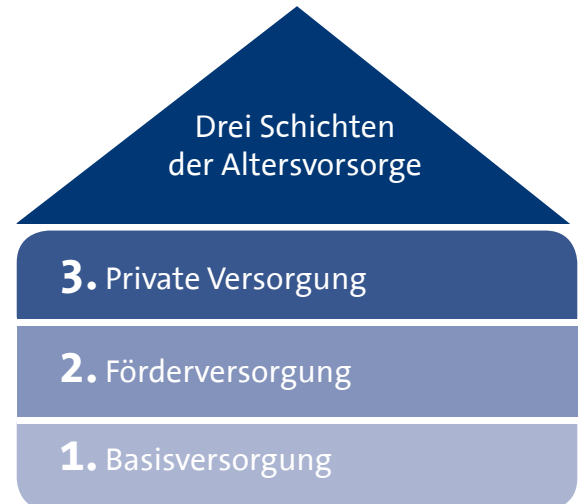 Drei Schichten
der Altersvorsorge
3. Private Versorgung
2. Förderversorgung
1. Basisversorgung